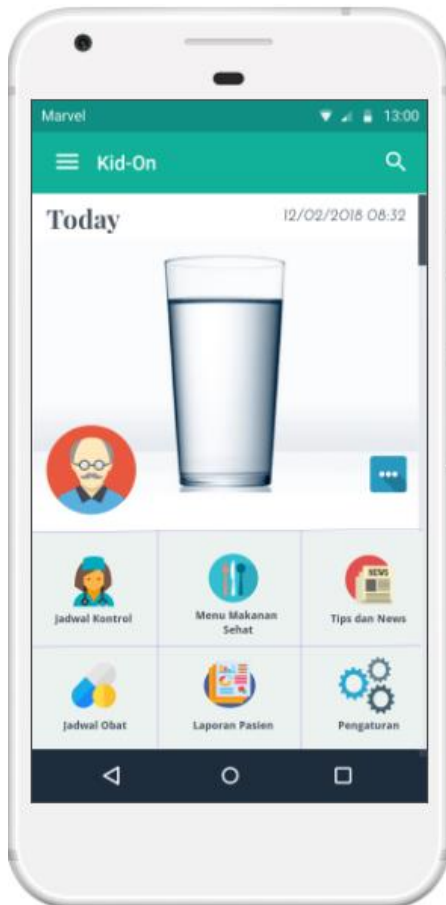 Marvel 13:00
Kid-On
Today 12/02/2018 08:32
NEWS
Jadwal Kontrol Menu Makanan Sehat Tips dan News
Jadwal Obat Laporan Pasien Pengaturan